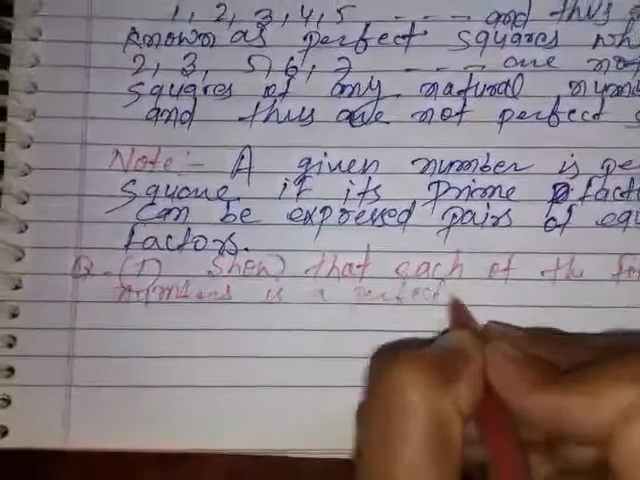 1, 2, 3, 4, 5 - - - - and thus
known as perfect squares
2, 3, 5, 6, 7 - - - - are
squares of any natural
and thus are not perfect
Note:- A given number is
square if its prime
can be expressed pairs of
factors.
Q-(1) Show that each of the
is a perfect